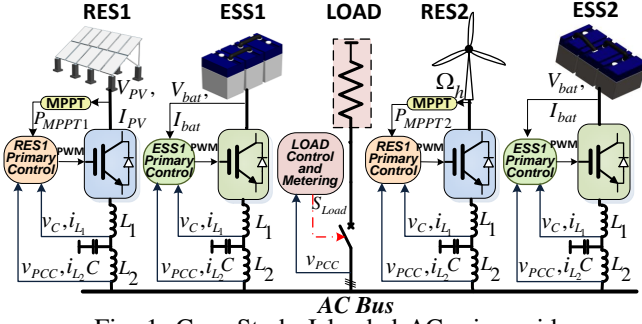 RES1 ESS1 LOAD RES2 ESS2
V_PV, V_bat, Ω_h V_bat,
MPPT MPPT
P_MPPT1 I_PV I_bat P_MPPT2 I_bat
RES1 Primary Control PWM
ESS1 Primary Control PWM
LOAD Control and Metering
RES2 Primary Control PWM
ESS1 Primary Control PWM
S_Load
v_C, i_L1 L_1 v_C, i_L1 L_1 v_C, i_L1 L_1 v_C, i_L1 L_1
v_PCC, i_L2 C L_2 v_PCC, i_L2 C L_2 v_PCC v_PCC, i_L2 C L_2 v_PCC, i_L2 C L_2
AC Bus